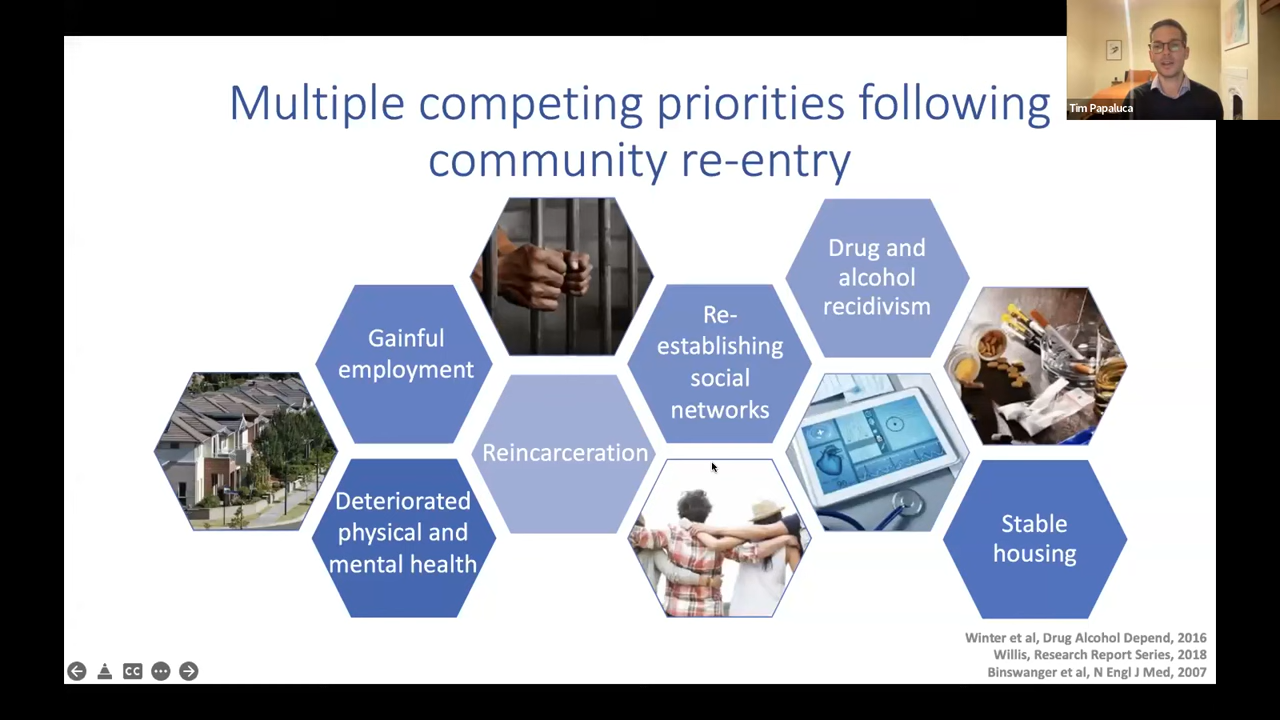 Multiple competing priorities following
community re-entry
Tim Papaluca
Drug and
alcohol
recidivism
Gainful
employment
Re-
establishing
social
networks
Reincarceration
Deteriorated
physical and
mental health
Stable
housing
Winter et al, Drug Alcohol Depend, 2016
Willis, Research Report Series, 2018
Binswanger et al, N Engl J Med, 2007
CC